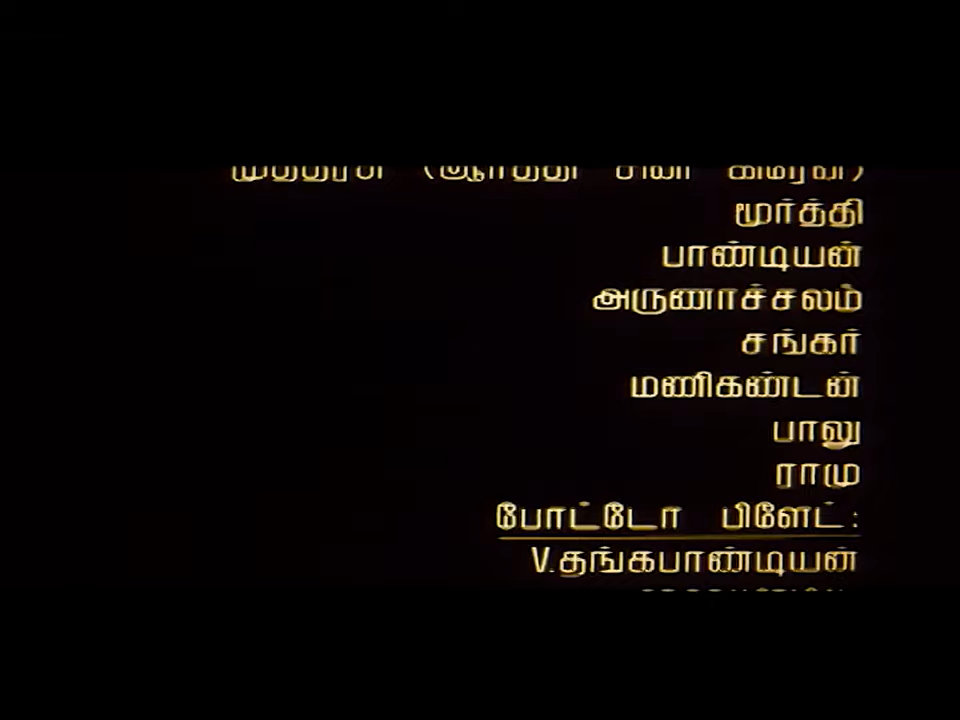 மூர்த்தி
பாண்டியன்
அருணாச்சலம்
சங்கர்
மணிகண்டன்
பாலு
ராமு
போட்டோ பிளேட்:
V.தங்கபாண்டியன்